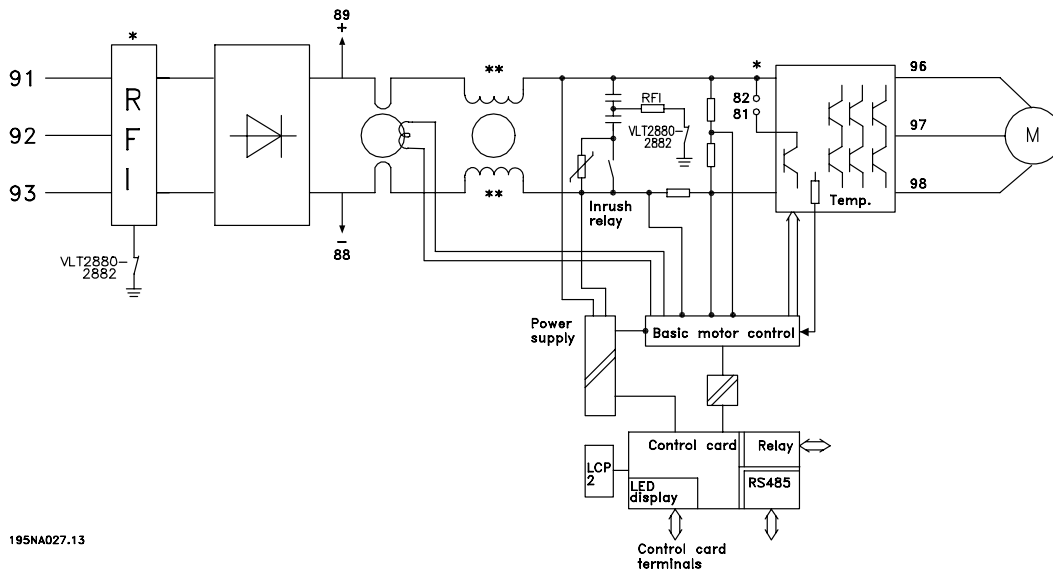 89
+
*
91
R
F
I
92
93
**
**
RFI
VLT2880-
2882
*
82
81
96
97
98
M
Temp.
Inrush
relay
–
88
VLT2880-
2882
Power
supply
Basic motor control
Control card
Relay
LCP
2
LED
display
RS485
Control card
terminals
195NA027.13